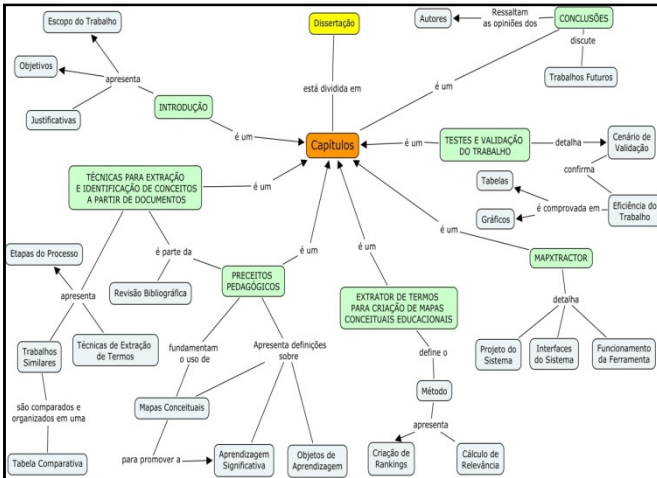 Escopo do Trabalho
Dissertação
Autores
Ressaltam
as opiniões dos
CONCLUSÕES
discute
Trabalhos Futuros
Objetivos
apresenta
Justificativas
INTRODUÇÃO
está dividida em
é um
é um
Capítulos
é um
TESTES E VALIDAÇÃO
DO TRABALHO
detalha
Cenário de
Validação
confirma
Eficiência do
Trabalho
é comprovada em
Tabelas
Gráficos
TÉCNICAS PARA EXTRAÇÃO
E IDENTIFICAÇÃO DE CONCEITOS
A PARTIR DE DOCUMENTOS
é um
é um
é um
é um
MAPXTRACTOR
detalha
Projeto do
Sistema
Interfaces
do Sistema
Funcionamento
da Ferramenta
Etapas do Processo
apresenta
Trabalhos
Similares
Técnicas de Extração
de Termos
é parte da
Revisão Bibliográfica
PRECEITOS
PEDAGÓGICOS
EXTRATOR DE TERMOS
PARA CRIAÇÃO DE MAPAS
CONCEITUAIS EDUCACIONAIS
fundamentam
o uso de
Apresenta definições
sobre
define o
Método
apresenta
são comparados e
organizados em uma
Tabela Comparativa
Mapas Conceituais
para promover a
Aprendizagem
Significativa
Objetos de
Aprendizagem
Criação de
Rankings
Cálculo de
Relevância